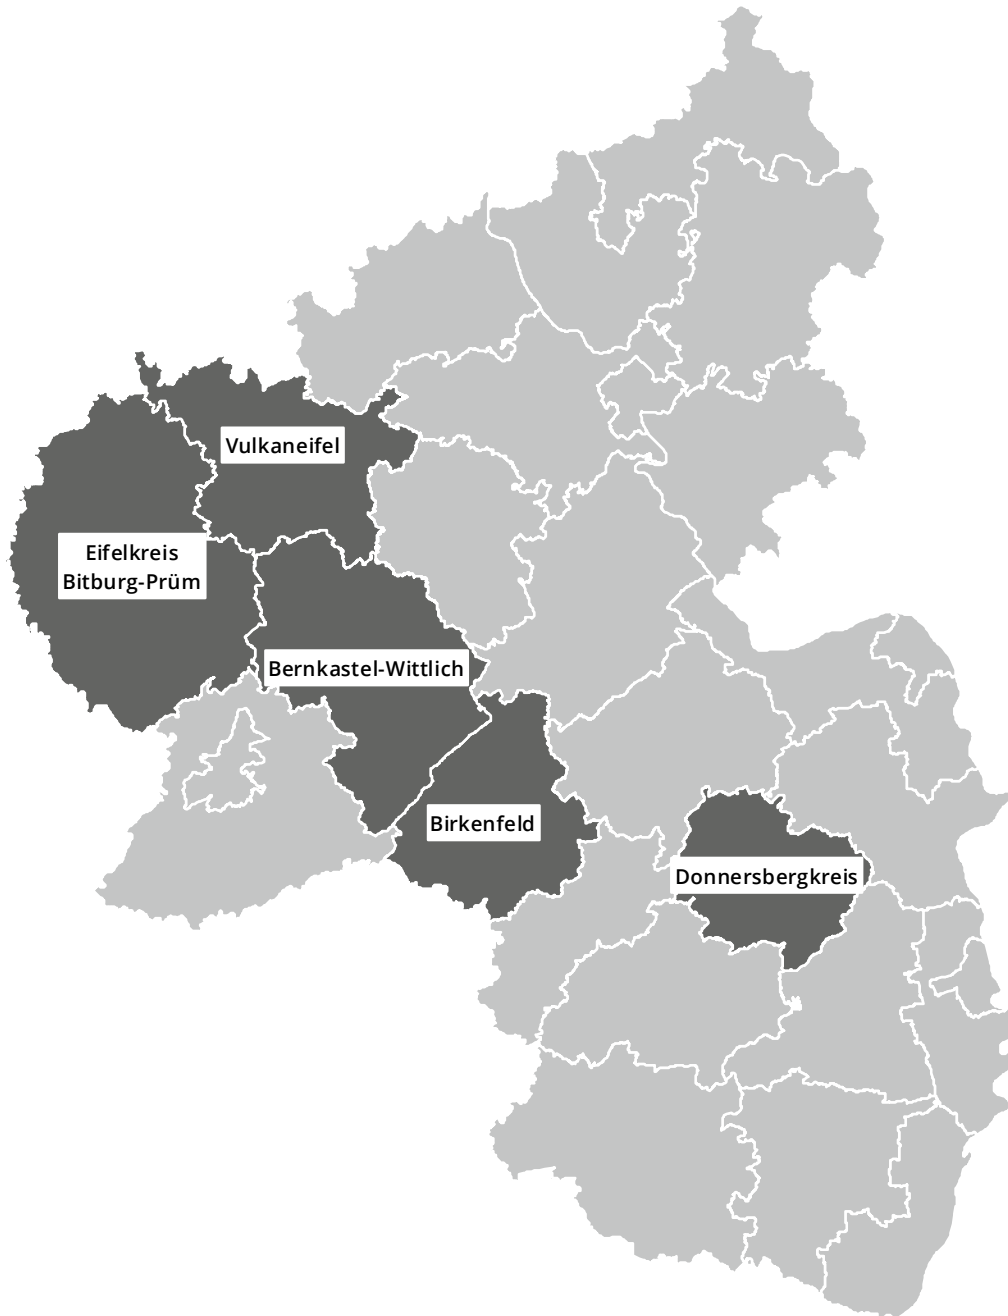 Vulkaneifel
Eifelkreis
Bitburg-Prüm
Bernkastel-Wittlich
Birkenfeld
Donnersbergkreis